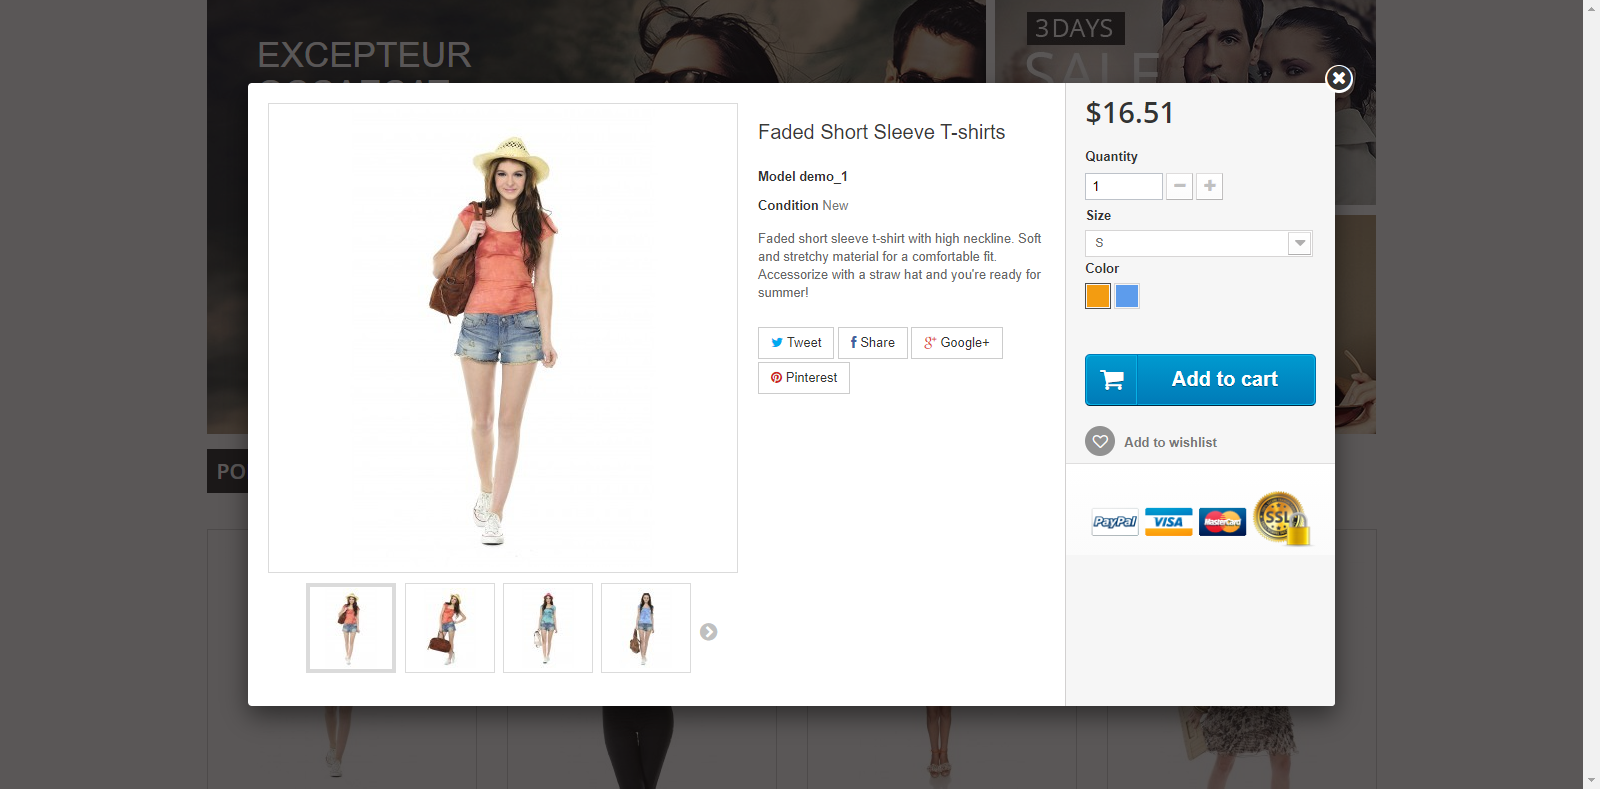 EXCEPTEUR
3 DAYS
SALE
$16.51
Faded Short Sleeve T-shirts
Quantity
Model demo_1
1
Condition New
Size
Faded short sleeve t-shirt with high neckline. Soft
and stretchy material for a comfortable fit.
Accessorize with a straw hat and you're ready for
summer!
S
Color
Tweet
Share
Google+
Pinterest
Add to cart
Add to wishlist
PayPal
VISA
MasterCard
SSL